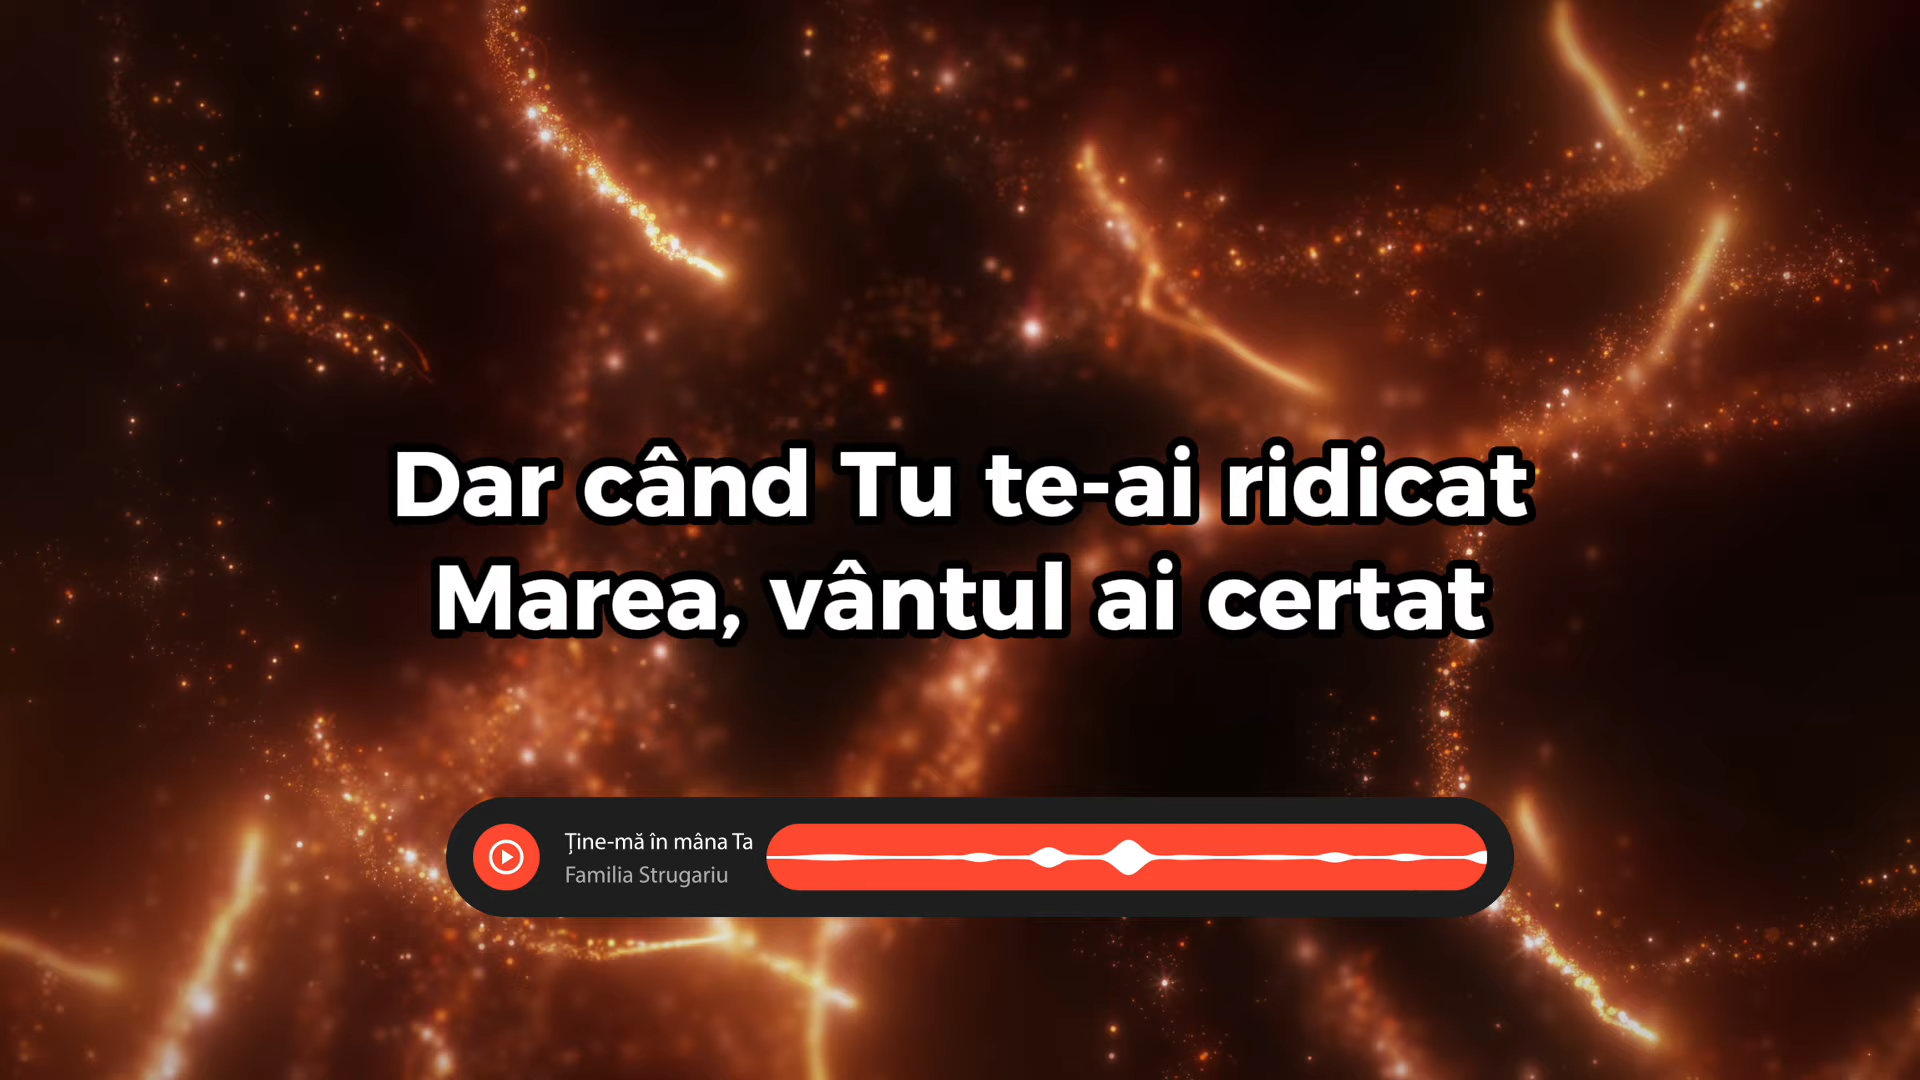 Dar când Tu te-ai ridicat
Marea, vântul ai certat
Ține-mă în mâna Ta
Familia Strugariu